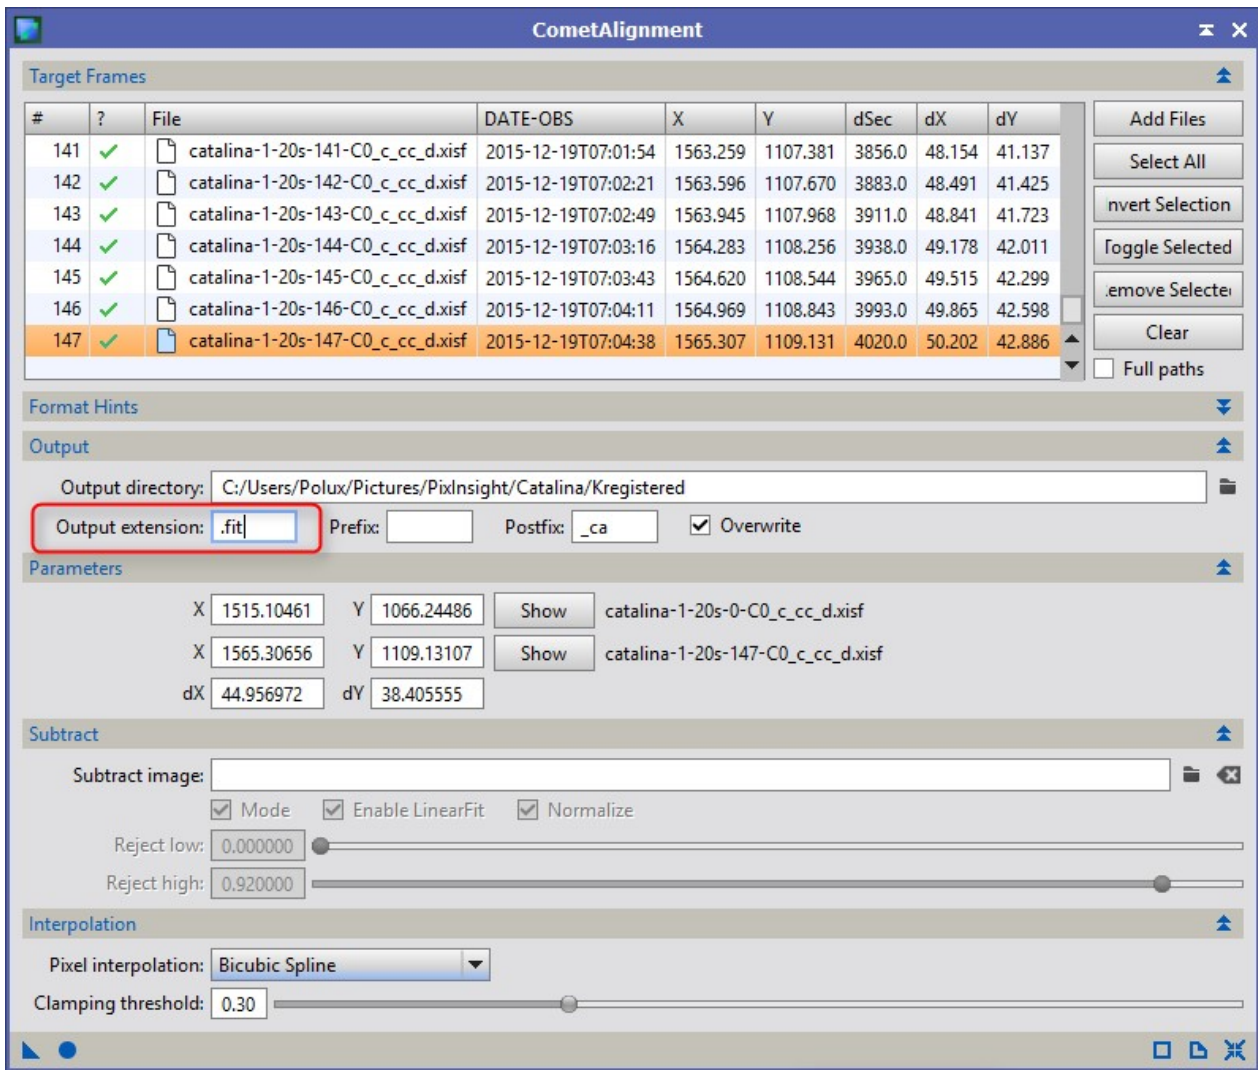 CometAlignment
Target Frames
# ? File DATE-OBS X Y dSec dX dY
141 catalina-1-20s-141-C0_c_cc_d.xisf 2015-12-19T07:01:54 1563.259 1107.381 3856.0 48.154 41.137
142 catalina-1-20s-142-C0_c_cc_d.xisf 2015-12-19T07:02:21 1563.596 1107.670 3883.0 48.491 41.425
143 catalina-1-20s-143-C0_c_cc_d.xisf 2015-12-19T07:02:49 1563.945 1107.968 3911.0 48.841 41.723
144 catalina-1-20s-144-C0_c_cc_d.xisf 2015-12-19T07:03:16 1564.283 1108.256 3938.0 49.178 42.011
145 catalina-1-20s-145-C0_c_cc_d.xisf 2015-12-19T07:03:43 1564.620 1108.544 3965.0 49.515 42.299
146 catalina-1-20s-146-C0_c_cc_d.xisf 2015-12-19T07:04:11 1564.969 1108.843 3993.0 49.865 42.598
147 catalina-1-20s-147-C0_c_cc_d.xisf 2015-12-19T07:04:38 1565.307 1109.131 4020.0 50.202 42.886
Add Files
Select All
nvert Selection
Toggle Selected
emove Selecte
Clear
Full paths
Format Hints
Output
Output directory: C:/Users/Polux/Pictures/PixInsight/Catalina/Kregistered
Output extension: .fit Prefix: Postfix: _ca Overwrite
Parameters
X 1515.10461 Y 1066.24486 Show catalina-1-20s-0-C0_c_cc_d.xisf
X 1565.30656 Y 1109.13107 Show catalina-1-20s-147-C0_c_cc_d.xisf
dX 44.956972 dY 38.405555
Subtract
Subtract image:
Mode Enable LinearFit Normalize
Reject low: 0.000000
Reject high: 0.920000
Interpolation
Pixel interpolation: Bicubic Spline
Clamping threshold: 0.30